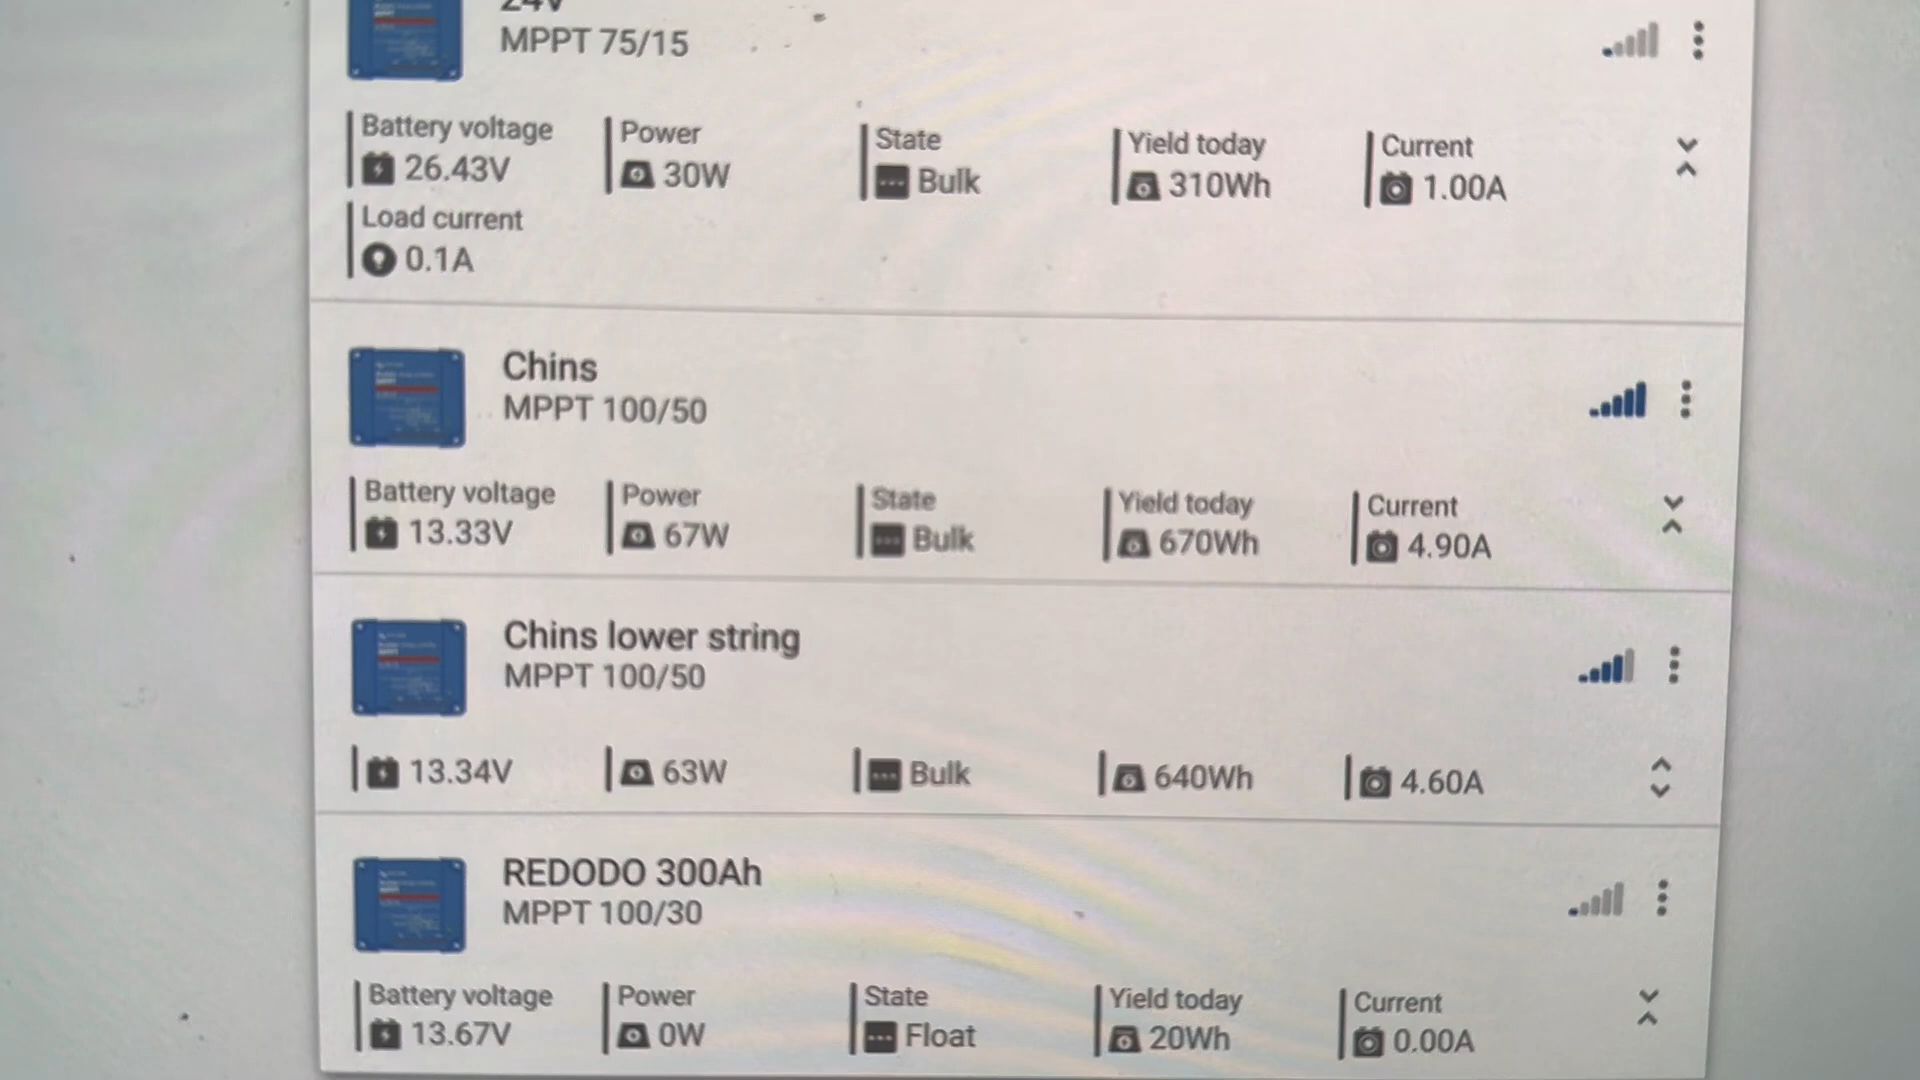 24V
MPPT 75/15
Battery voltage Power State Yield today Current
26.43V 30W Bulk 310Wh 1.00A
Load current
0.1A
Chins
MPPT 100/50
Battery voltage Power State Yield today Current
13.33V 67W Bulk 670Wh 4.90A
Chins lower string
MPPT 100/50
13.34V 63W Bulk 640Wh 4.60A
REDODO 300Ah
MPPT 100/30
Battery voltage Power State Yield today Current
13.67V 0W Float 20Wh 0.00A